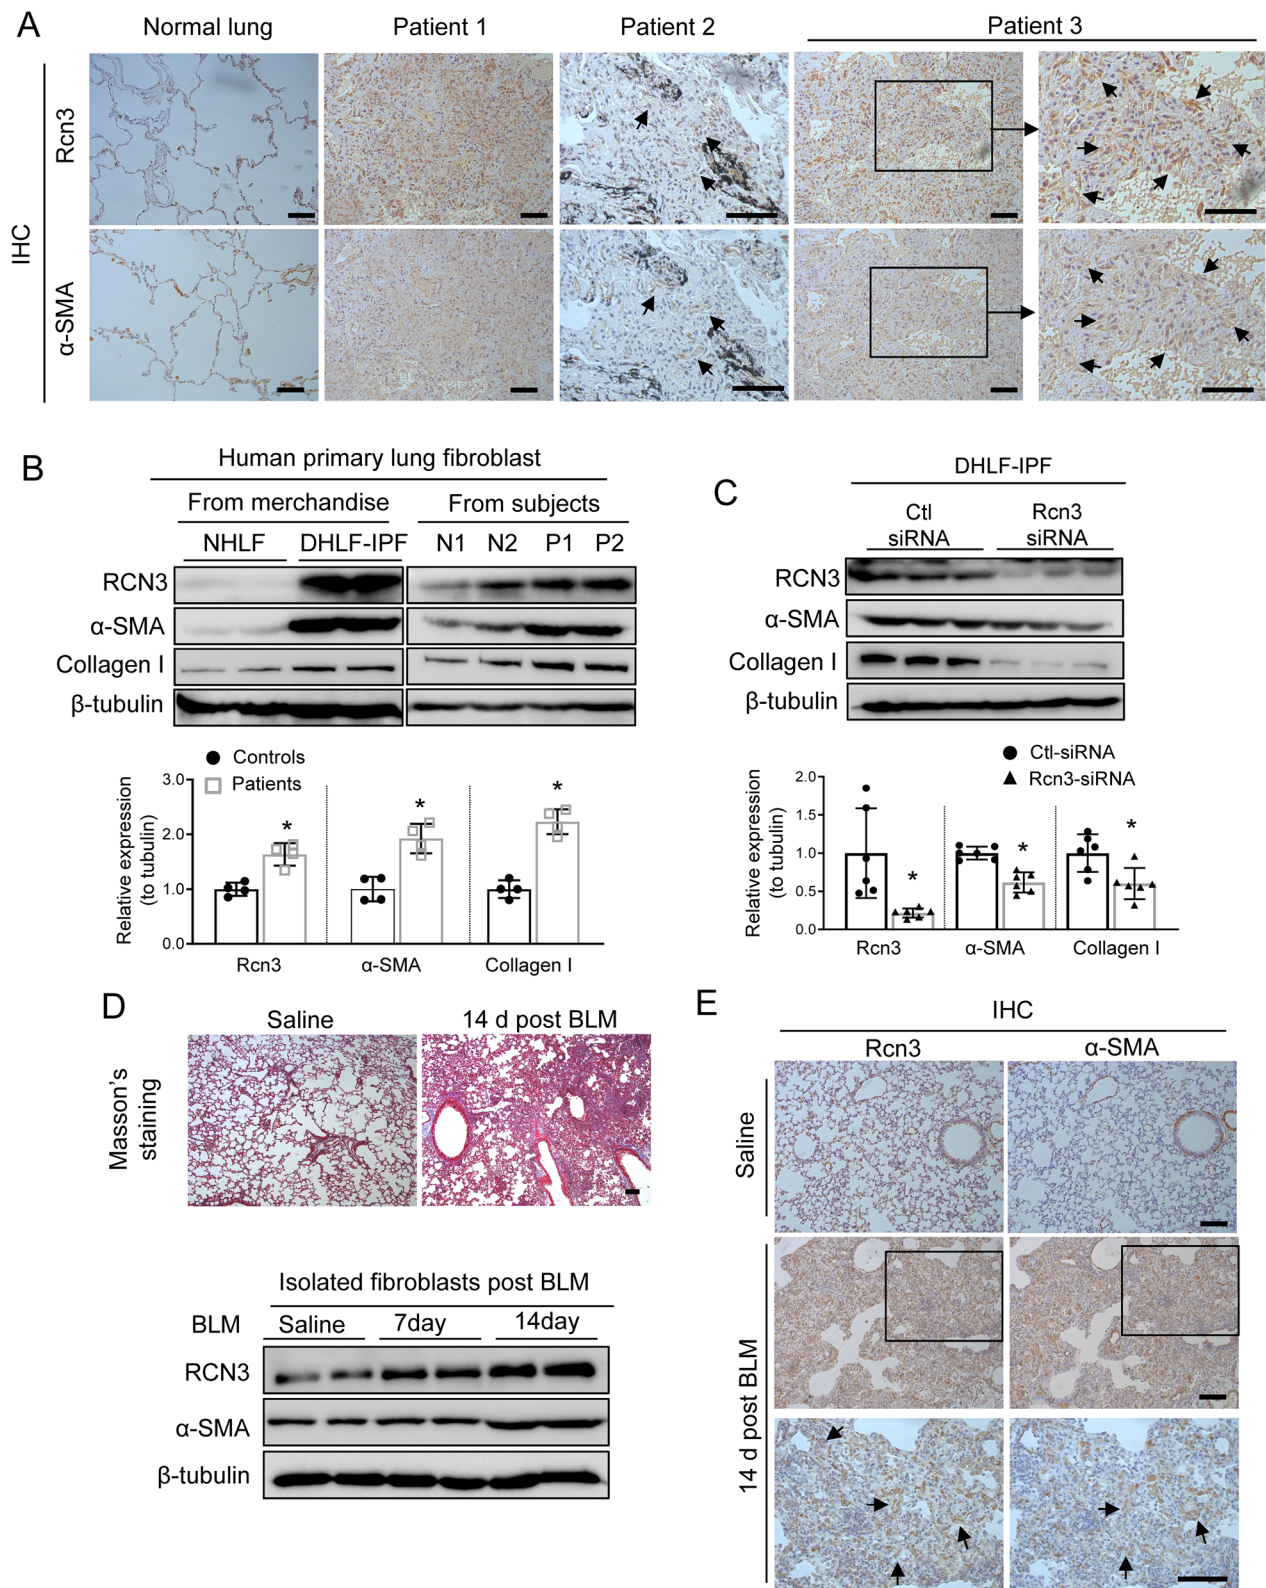 A
Normal lung
Patient 1
Patient 2
Patient 3
IHC
Rcn3
α-SMA
B
Human primary lung fibroblast
From merchandise
From subjects
NHLF
DHLF-IPF
N1
N2
P1
P2
RCN3
α-SMA
Collagen I
β-tubulin
Controls
Patients
Relative expression
(to tubulin)
3.0
2.0
1.0
0.0
*
*
*
Rcn3
α-SMA
Collagen I
C
DHLF-IPF
Ctl
siRNA
Rcn3
siRNA
RCN3
α-SMA
Collagen I
β-tubulin
Ctl-siRNA
Rcn3-siRNA
Relative expression
(to tubulin)
2.0
1.5
1.0
0.5
0.0
*
*
*
Rcn3
α-SMA
Collagen I
D
Saline
14 d post BLM
Masson's
staining
Isolated fibroblasts post BLM
BLM
Saline
7day
14day
RCN3
α-SMA
β-tubulin
E
IHC
Rcn3
α-SMA
Saline
14 d post BLM